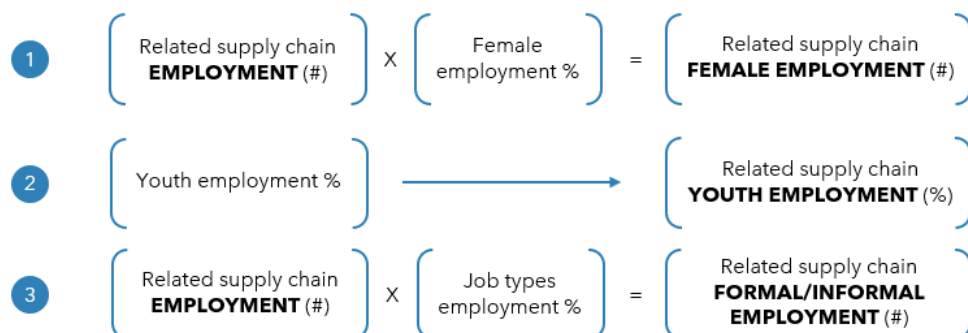 1
Related supply chain
EMPLOYMENT (#)
X
Female
employment %
=
Related supply chain
FEMALE EMPLOYMENT (#)
2
Youth employment %
Related supply chain
YOUTH EMPLOYMENT (%)
3
Related supply chain
EMPLOYMENT (#)
X
Job types
employment %
=
Related supply chain
FORMAL/INFORMAL
EMPLOYMENT (#)